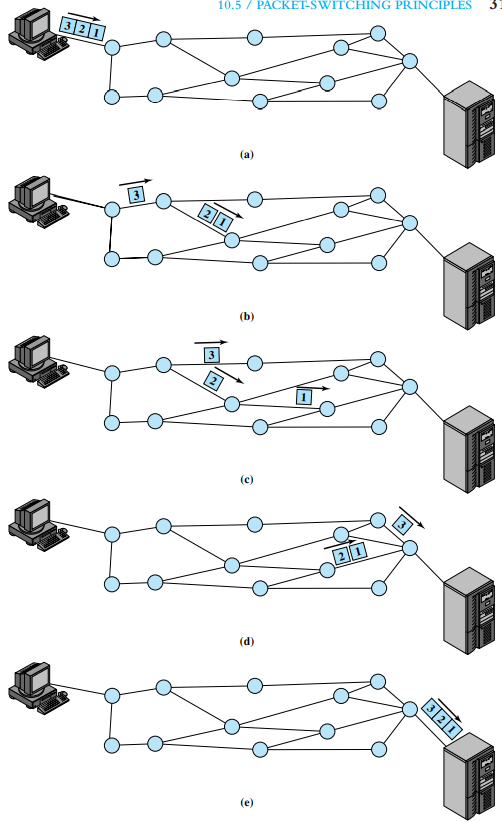 10.5 / PACKET-SWITCHING PRINCIPLES
3 2 1
(a)
3
2 1
(b)
3
2
1
(c)
3
2 1
(d)
3 2 1
(e)